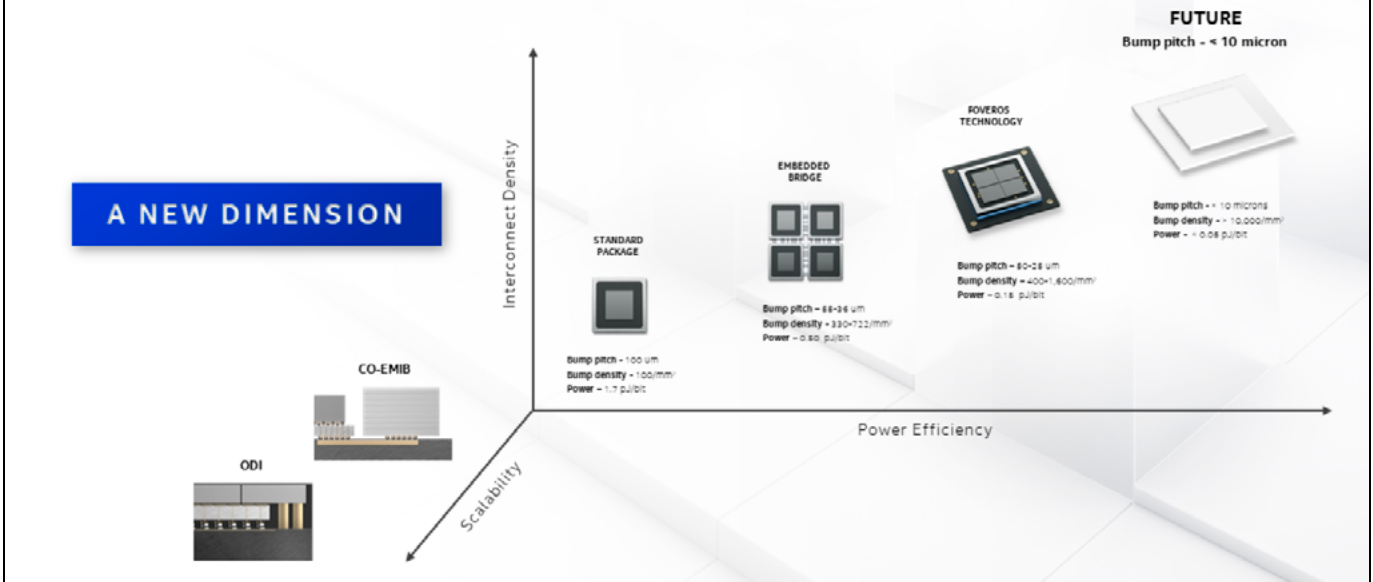 FUTURE
Bump pitch - < 10 micron
FOVEROS
TECHNOLOGY
EMBEDDED
BRIDGE
A NEW DIMENSION
STANDARD
PACKAGE
Interconnect Density
Bump pitch - 100 um
Bump density - 100/mm²
Power - 1.7 pJ/bit
Bump pitch - 55-36 um
Bump density - 330-722/mm²
Power - 0.50 pJ/bit
Bump pitch - 50-25 um
Bump density - 400-1,600/mm²
Power - 0.15 pJ/bit
Bump pitch - < 10 microns
Bump density - > 10,000/mm²
Power - < 0.05 pJ/bit
Power Efficiency
CO-EMIB
ODI
Scalability